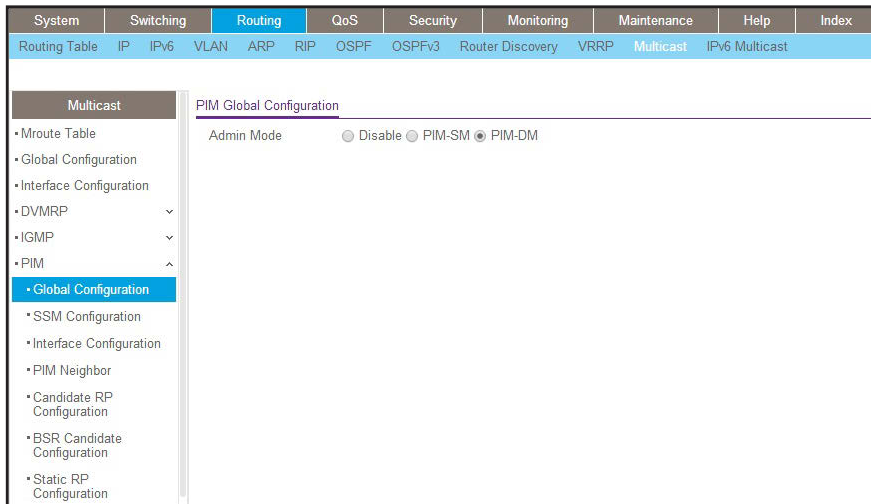 System Switching Routing QoS Security Monitoring Maintenance Help Index
Routing Table IP IPv6 VLAN ARP RIP OSPF OSPFv3 Router Discovery VRRP Multicast IPv6 Multicast
Multicast
Mroute Table
Global Configuration
Interface Configuration
DVMRP
IGMP
PIM
Global Configuration
SSM Configuration
Interface Configuration
PIM Neighbor
Candidate RP
Configuration
BSR Candidate
Configuration
Static RP
Configuration
PIM Global Configuration
Admin Mode Disable PIM-SM PIM-DM